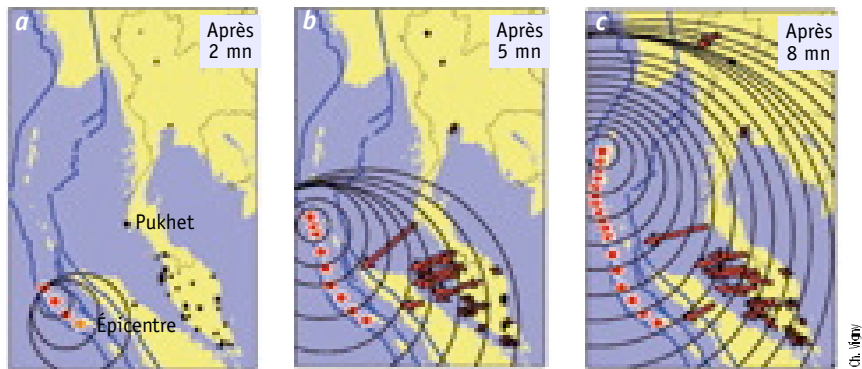 a
Après
2 mn
Pukhet
Épicentre
b
Après
5 mn
c
Après
8 mn
Ch. Vigny